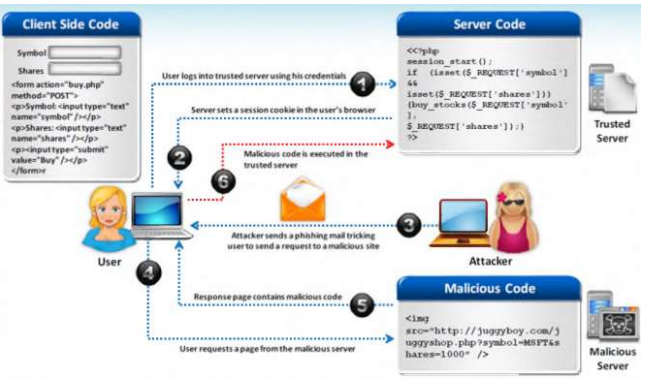 Client Side Code
Symbol
Shares
<form action="buy.php"
method="POST">
<p>Symbol: <input type="text"
name="symbol" /></p>
<p>Shares: <input type="text"
name="shares" /></p>
<p><input type="submit"
value="Buy" /></p>
</form>r
Server Code
<<?php
session_start();
if (isset($_REQUEST['symbol']
&&
isset($_REQUEST['shares']))
{buy_stocks($_REQUEST['symbol'
],
$_REQUEST['shares']);}
?>
Trusted
Server
User logs into trusted server using his credentials
1
Server sets a session cookie in the user's browser
2
Malicious code is executed in the
trusted server
6
3
Attacker sends a phishing mail tricking
user to send a request to a malicious site
User
4
Attacker
Response page contains malicious code
5
User requests a page from the malicious server
Malicious Code
<img
src="http://juggyboy.com/j
uggyshop.php?symbol=MSFT&s
hares=1000" />
Malicious
Server